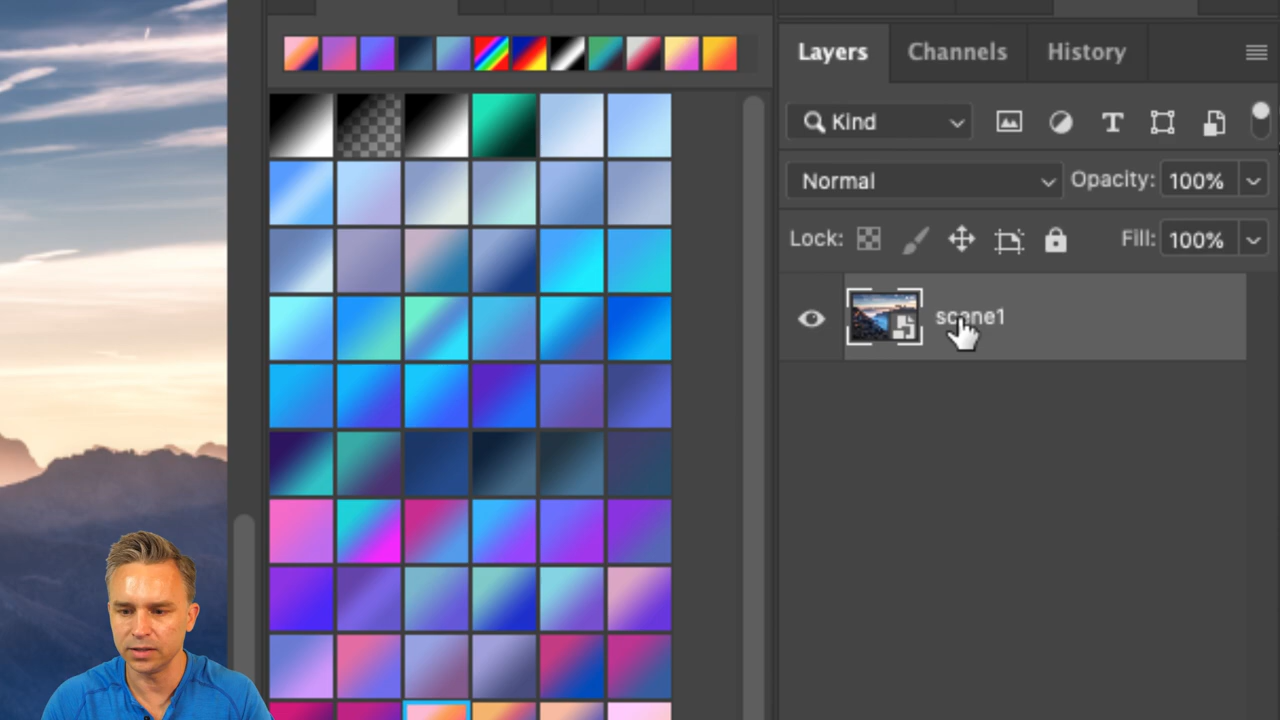 Layers Channels History
Kind
Normal Opacity: 100%
Lock: Fill: 100%
scene1